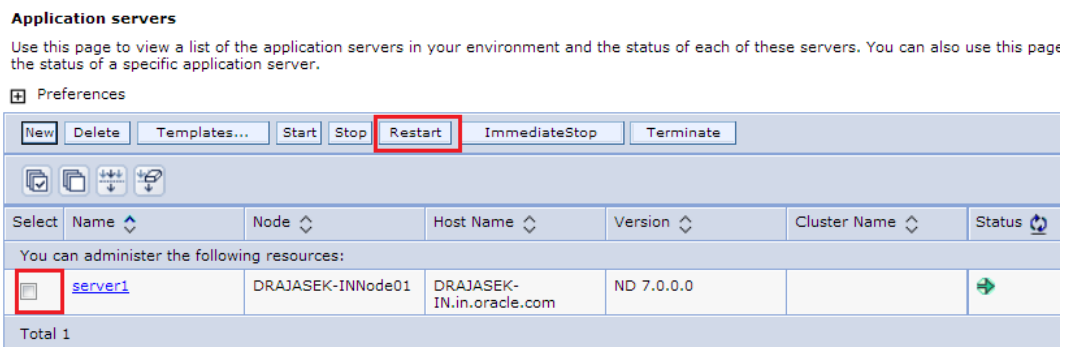 Application servers
Use this page to view a list of the application servers in your environment and the status of each of these servers. You can also use this page
the status of a specific application server.
Preferences
New Delete Templates... Start Stop Restart ImmediateStop Terminate
Select Name Node Host Name Version Cluster Name Status
You can administer the following resources:
server1 DRAJASEK-INNode01 DRAJASEK- ND 7.0.0.0
IN.in.oracle.com
Total 1